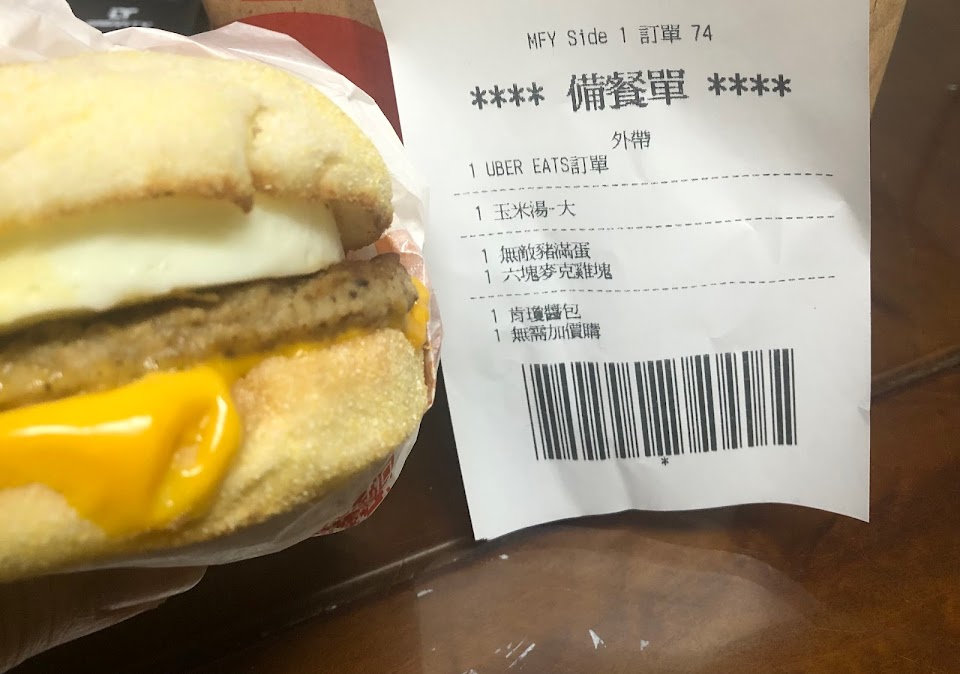 MFY Side 1 訂單 74
**** 備餐單 ****
外帶
1 UBER EATS訂單
1 玉米湯-大
1 無敵豬滿蛋
1 六塊麥克雞塊
1 肯瓊醬包
1 無需加價購
*